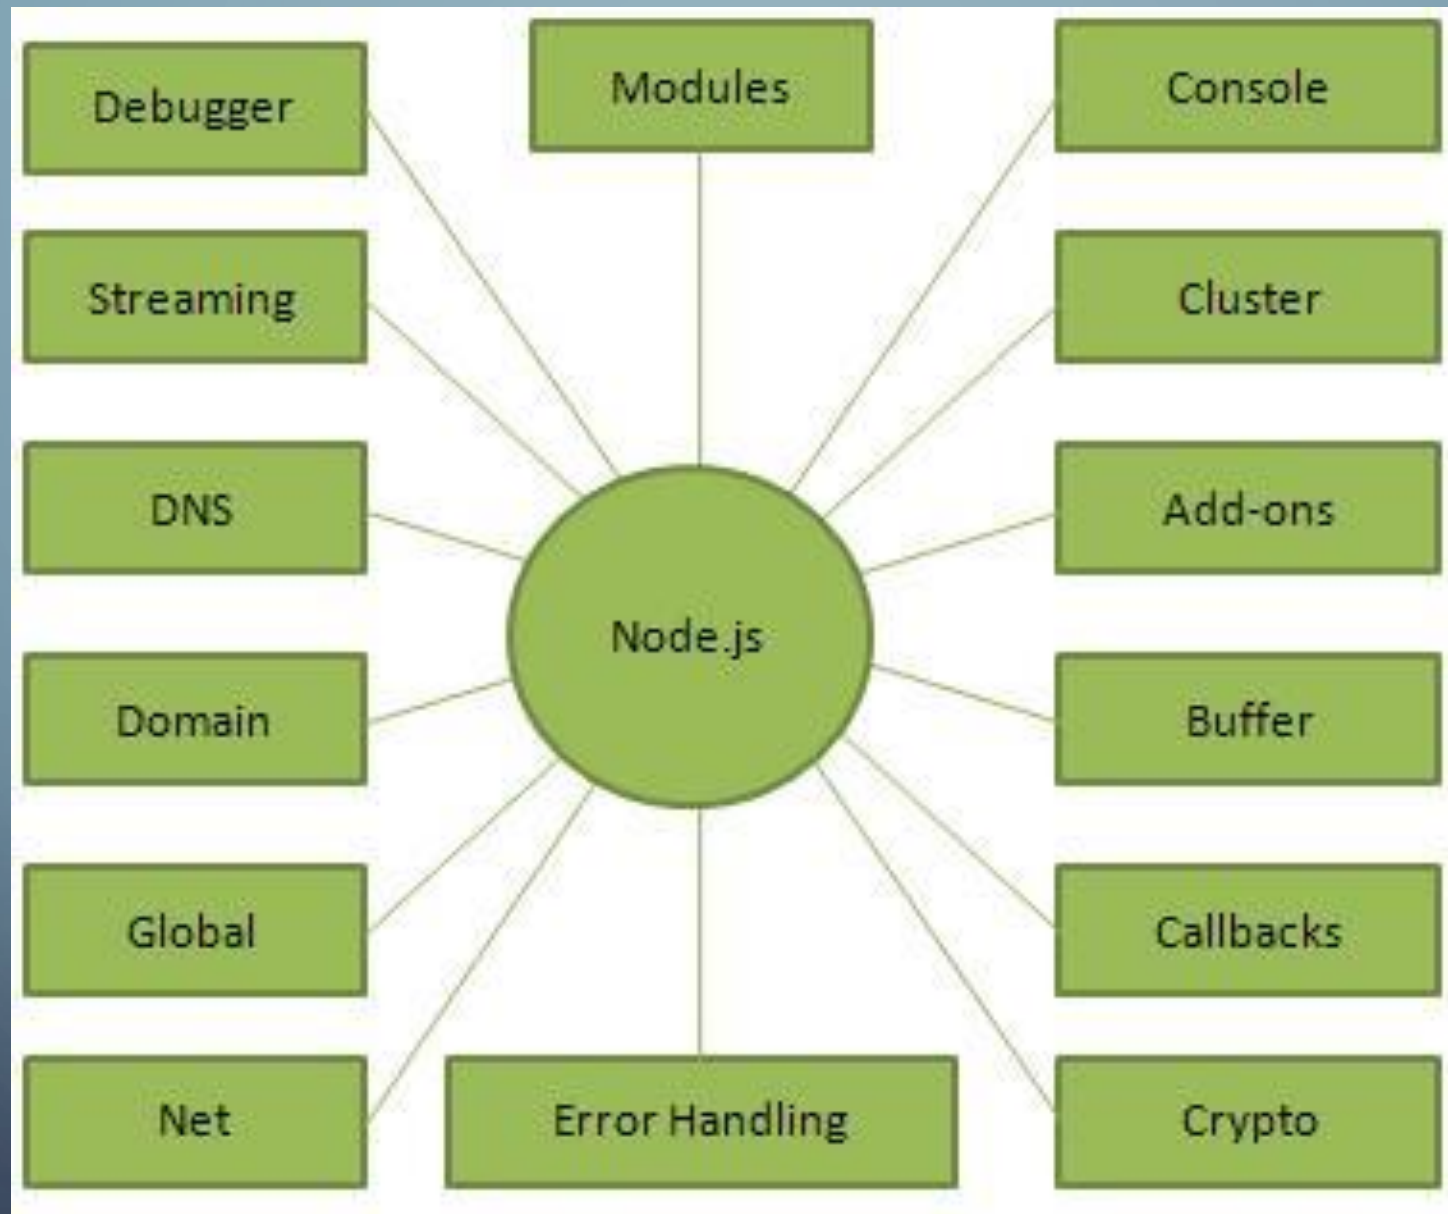 Debugger
Modules
Console
Streaming
Cluster
DNS
Add-ons
Node.js
Domain
Buffer
Global
Callbacks
Net
Error Handling
Crypto